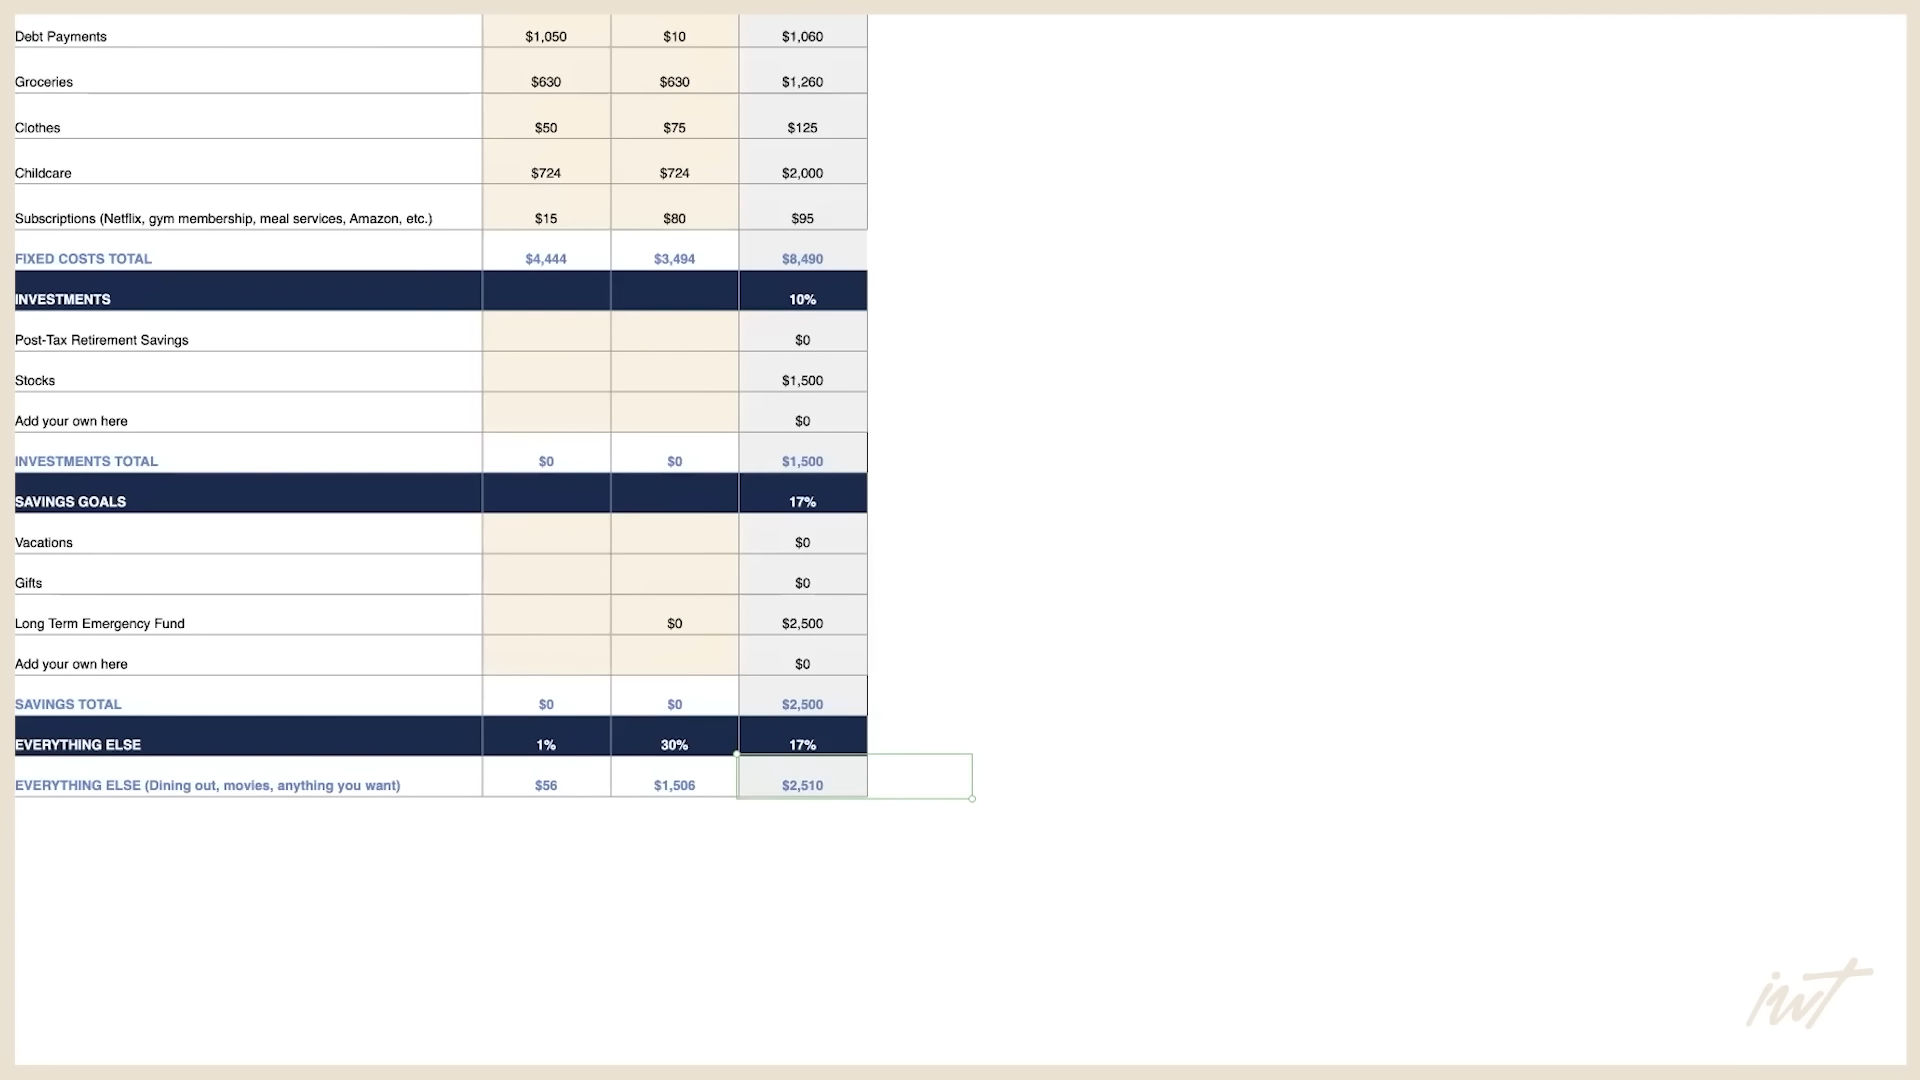 Debt Payments $1,050 $10 $1,060
Groceries $630 $630 $1,260
Clothes $50 $75 $125
Childcare $724 $724 $2,000
Subscriptions (Netflix, gym membership, meal services, Amazon, etc.) $15 $80 $95
FIXED COSTS TOTAL $4,444 $3,494 $8,490
INVESTMENTS 10%
Post-Tax Retirement Savings $0
Stocks $1,500
Add your own here $0
INVESTMENTS TOTAL $0 $0 $1,500
SAVINGS GOALS 17%
Vacations $0
Gifts $0
Long Term Emergency Fund $0 $2,500
Add your own here $0
SAVINGS TOTAL $0 $0 $2,500
EVERYTHING ELSE 1% 30% 17%
EVERYTHING ELSE (Dining out, movies, anything you want) $56 $1,506 $2,510
iwt